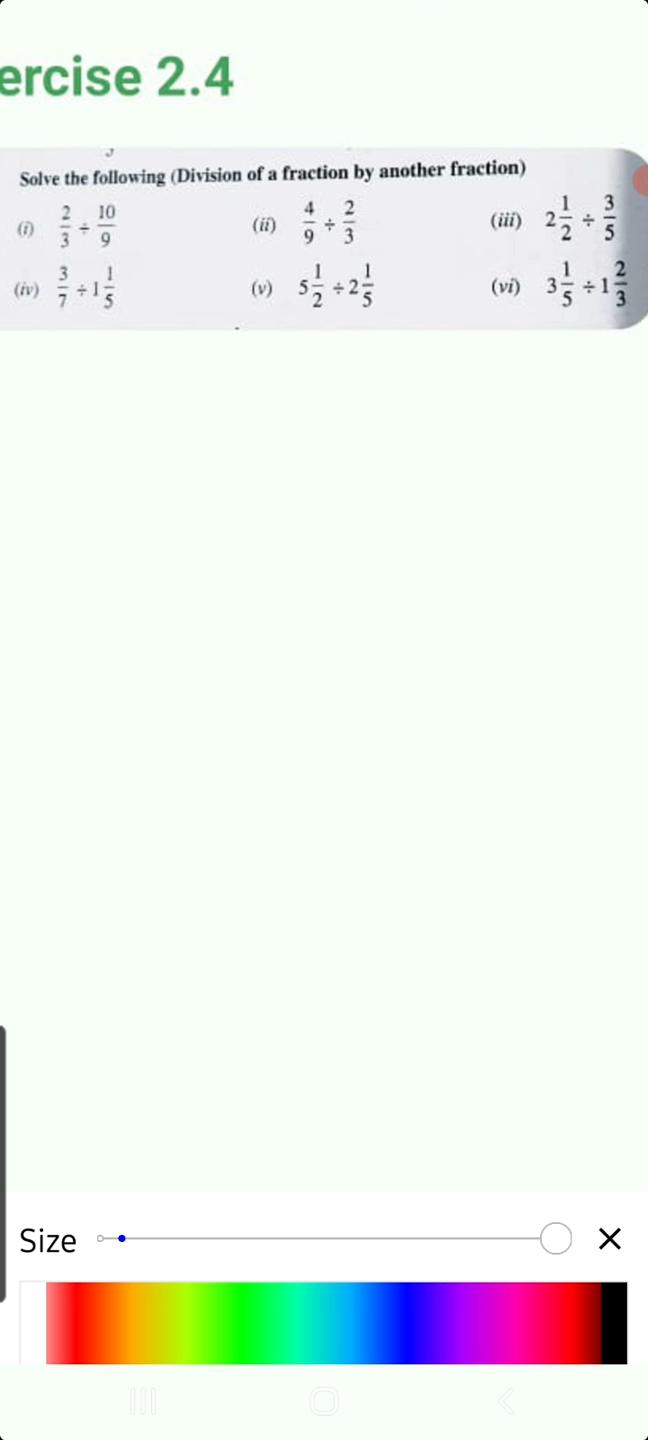 ercise 2.4
Solve the following (Division of a fraction by another fraction)
(i) 2/3 ÷ 10/9 (ii) 4/9 ÷ 2/3 (iii) 2 1/2 ÷ 3/5
(iv) 3/7 ÷ 1 1/5 (v) 5 1/2 ÷ 2 1/5 (vi) 3 1/5 ÷ 1 2/3
Size